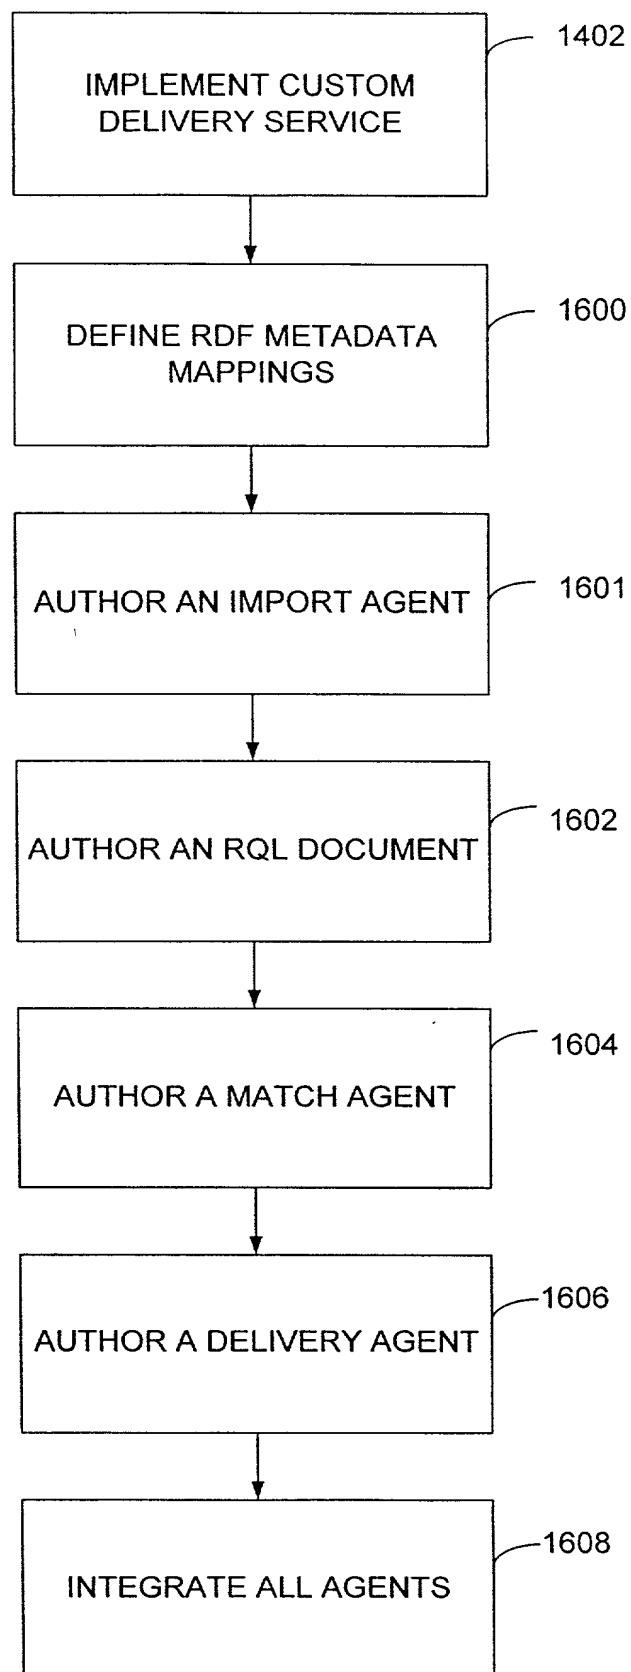 1402
IMPLEMENT CUSTOM
DELIVERY SERVICE
1600
DEFINE RDF METADATA
MAPPINGS
1601
AUTHOR AN IMPORT AGENT
1602
AUTHOR AN RQL DOCUMENT
1604
AUTHOR A MATCH AGENT
1606
AUTHOR A DELIVERY AGENT
1608
INTEGRATE ALL AGENTS